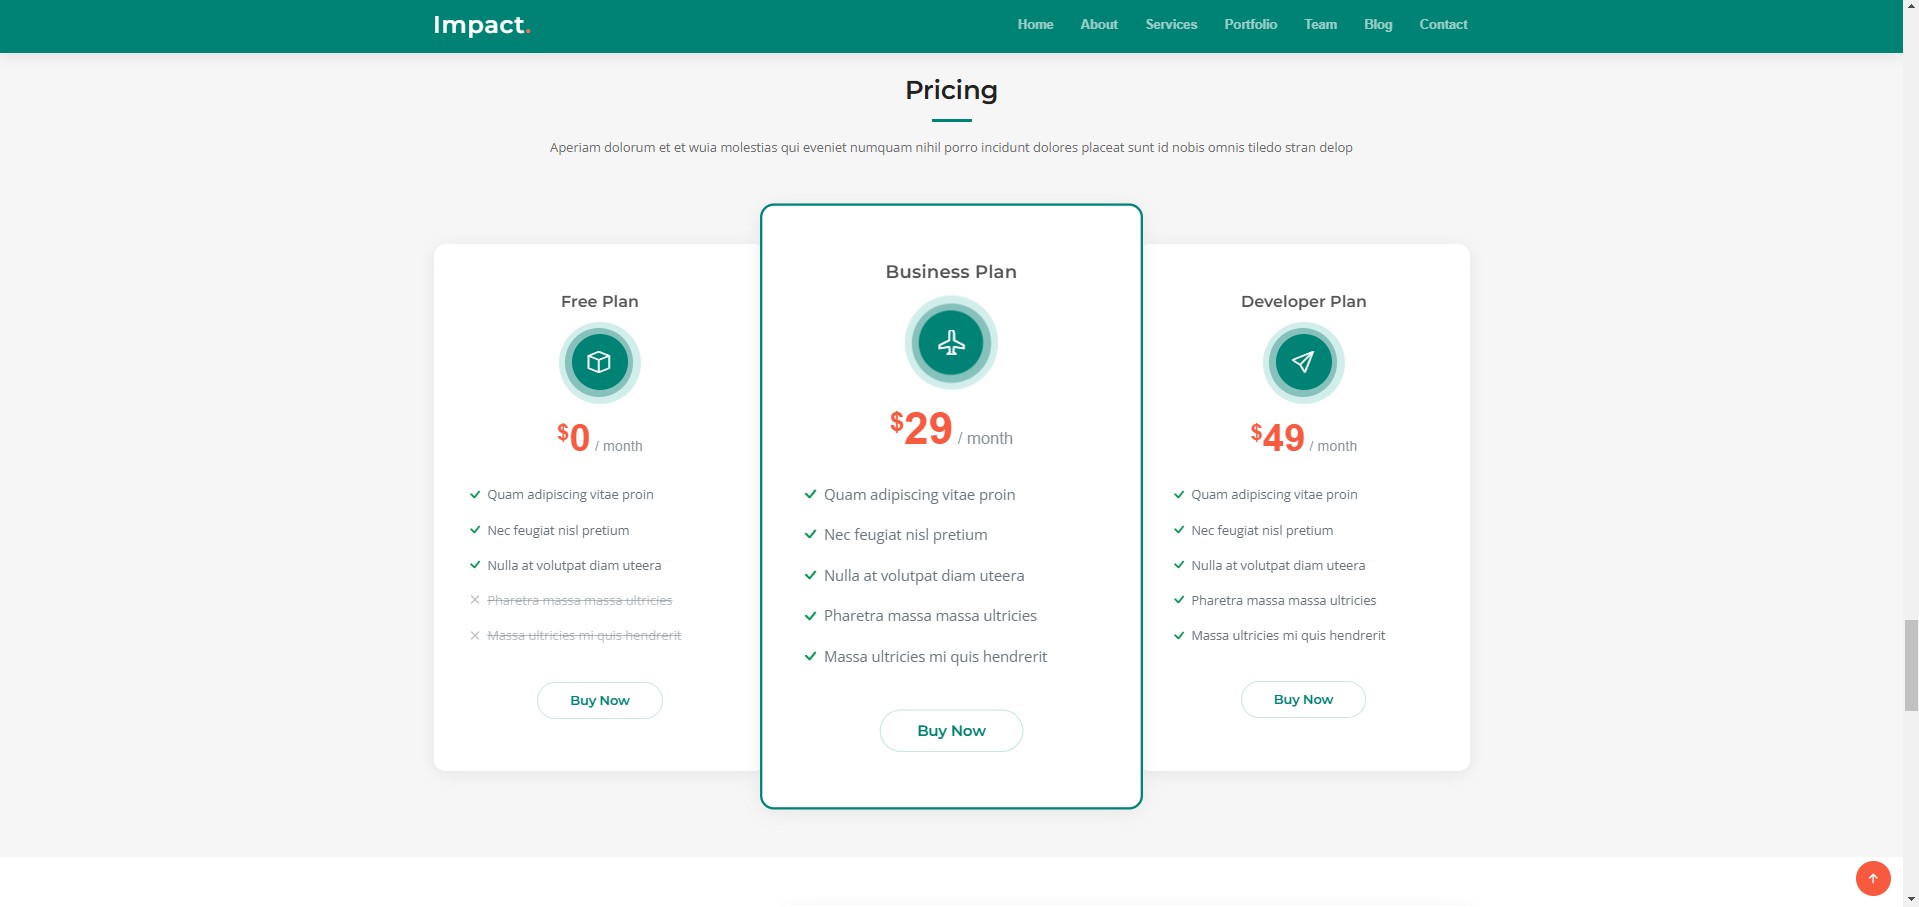 Impact.
Home About Services Portfolio Team Blog Contact
Pricing
Aperiam dolorum et et wuia molestias qui eveniet numquam nihil porro incidunt dolores placeat sunt id nobis omnis tiledo stran delop
Free Plan
$0 / month
Quam adipiscing vitae proin
Nec feugiat nisl pretium
Nulla at volutpat diam uteera
Pharetra massa massa ultricies
Massa ultricies mi quis hendrerit
Buy Now
Business Plan
$29 / month
Quam adipiscing vitae proin
Nec feugiat nisl pretium
Nulla at volutpat diam uteera
Pharetra massa massa ultricies
Massa ultricies mi quis hendrerit
Buy Now
Developer Plan
$49 / month
Quam adipiscing vitae proin
Nec feugiat nisl pretium
Nulla at volutpat diam uteera
Pharetra massa massa ultricies
Massa ultricies mi quis hendrerit
Buy Now